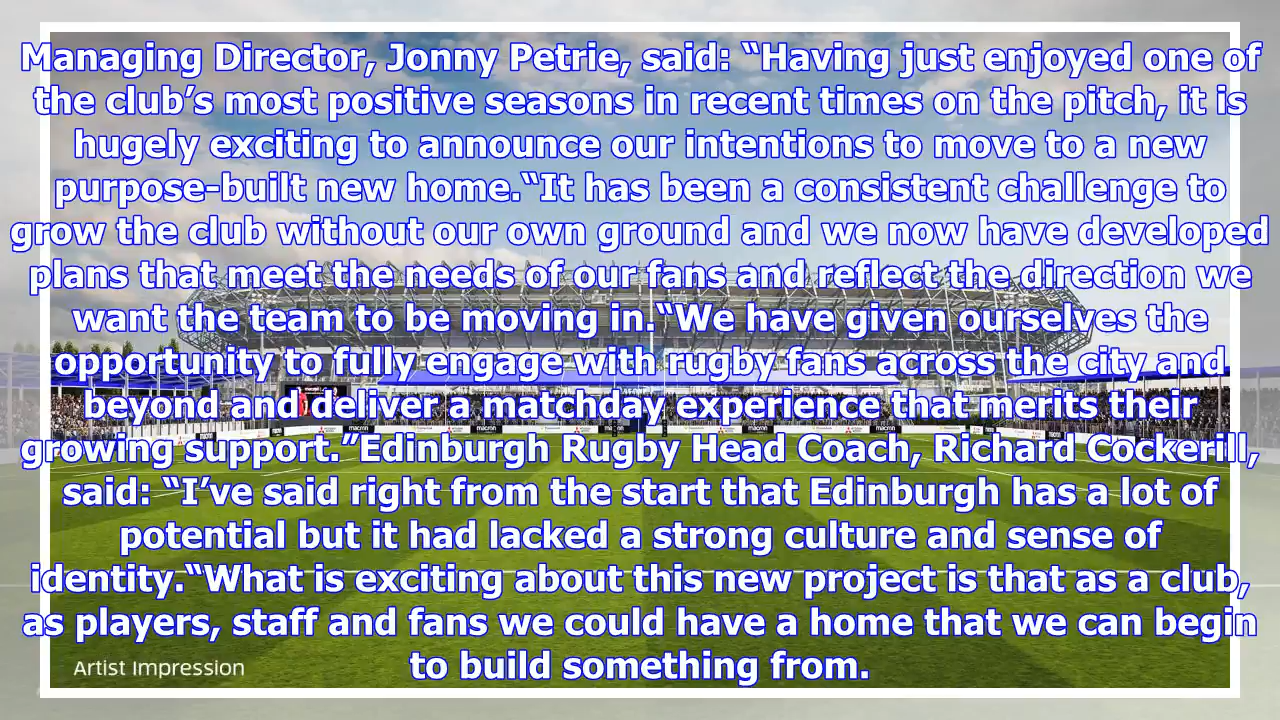 Managing Director, Jonny Petrie, said: “Having just enjoyed one of
the club’s most positive seasons in recent times on the pitch, it is
hugely exciting to announce our intentions to move to a new
purpose-built new home.“It has been a consistent challenge to
grow the club without our own ground and we now have developed
plans that meet the needs of our fans and reflect the direction we
want the team to be moving in.“We have given ourselves the
opportunity to fully engage with rugby fans across the city and
beyond and deliver a matchday experience that merits their
growing support.”Edinburgh Rugby Head Coach, Richard Cockerill,
said: “I’ve said right from the start that Edinburgh has a lot of
potential but it had lacked a strong culture and sense of
identity.“What is exciting about this new project is that as a club,
as players, staff and fans we could have a home that we can begin
to build something from.
Artist Impression